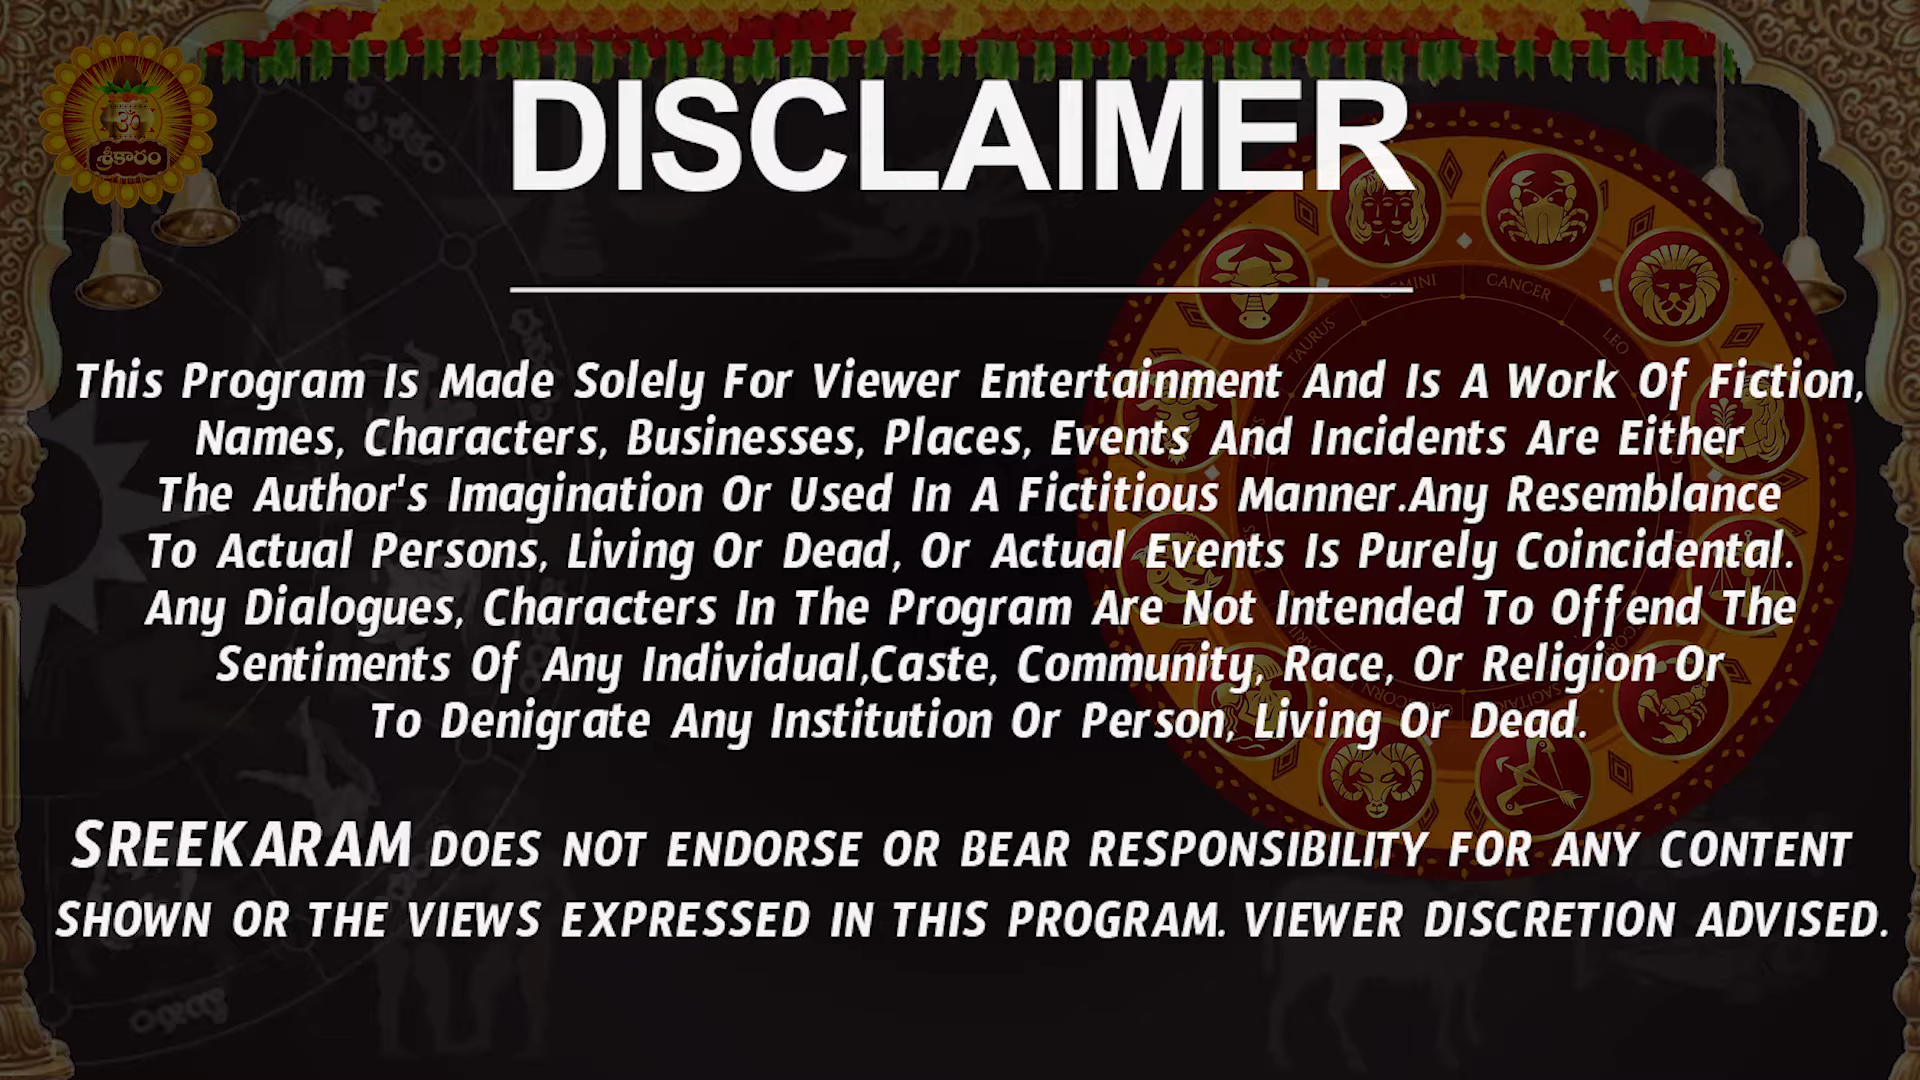 శ్రీకారం
DISCLAIMER
GEMINI
CANCER
TAURUS
LEO
This Program Is Made Solely For Viewer Entertainment And Is A Work Of Fiction,
Names, Characters, Businesses, Places, Events And Incidents Are Either
The Author's Imagination Or Used In A Fictitious Manner.Any Resemblance
To Actual Persons, Living Or Dead, Or Actual Events Is Purely Coincidental.
Any Dialogues, Characters In The Program Are Not Intended To Offend The
Sentiments Of Any Individual,Caste, Community, Race, Or Religion Or
To Denigrate Any Institution Or Person, Living Or Dead.
SREEKARAM DOES NOT ENDORSE OR BEAR RESPONSIBILITY FOR ANY CONTENT
SHOWN OR THE VIEWS EXPRESSED IN THIS PROGRAM. VIEWER DISCRETION ADVISED.